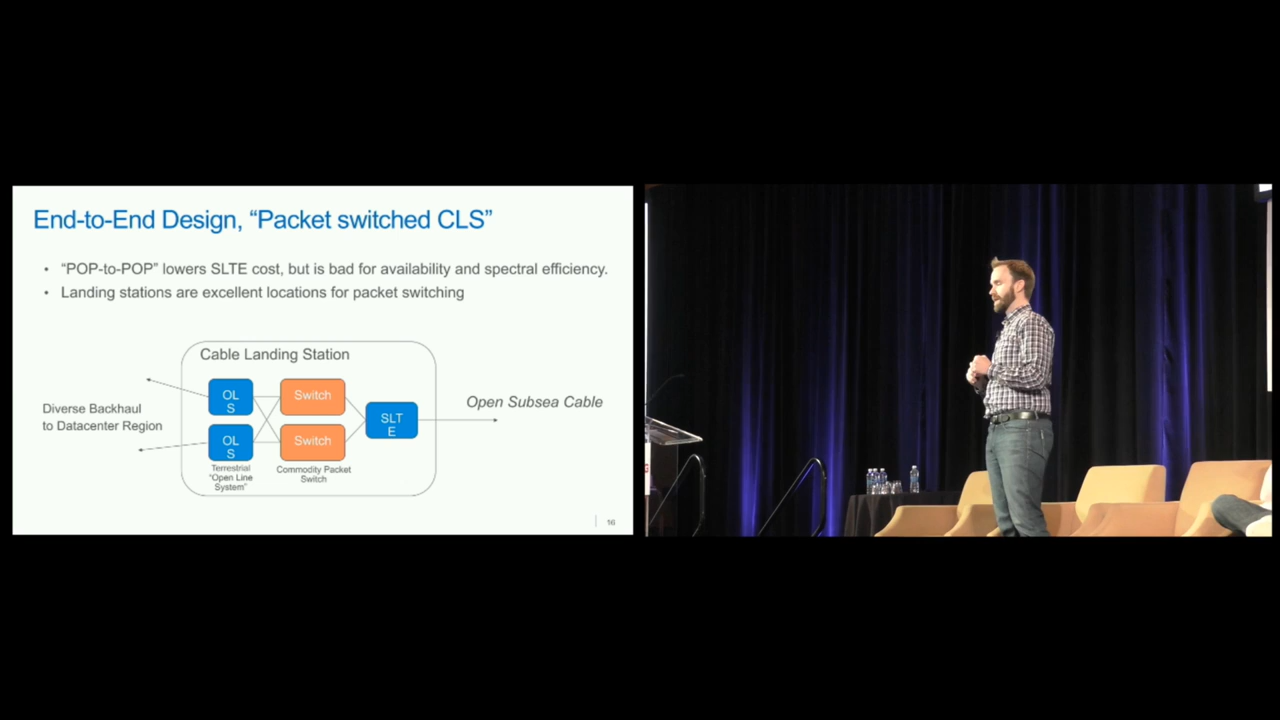 End-to-End Design, “Packet switched CLS”
• “POP-to-POP” lowers SLTE cost, but is bad for availability and spectral efficiency.
• Landing stations are excellent locations for packet switching
Cable Landing Station
OL
S
Switch
Diverse Backhaul
to Datacenter Region
SLT
E
Open Subsea Cable
OL
S
Switch
Terrestrial
“Open Line
System”
Commodity Packet
Switch
16